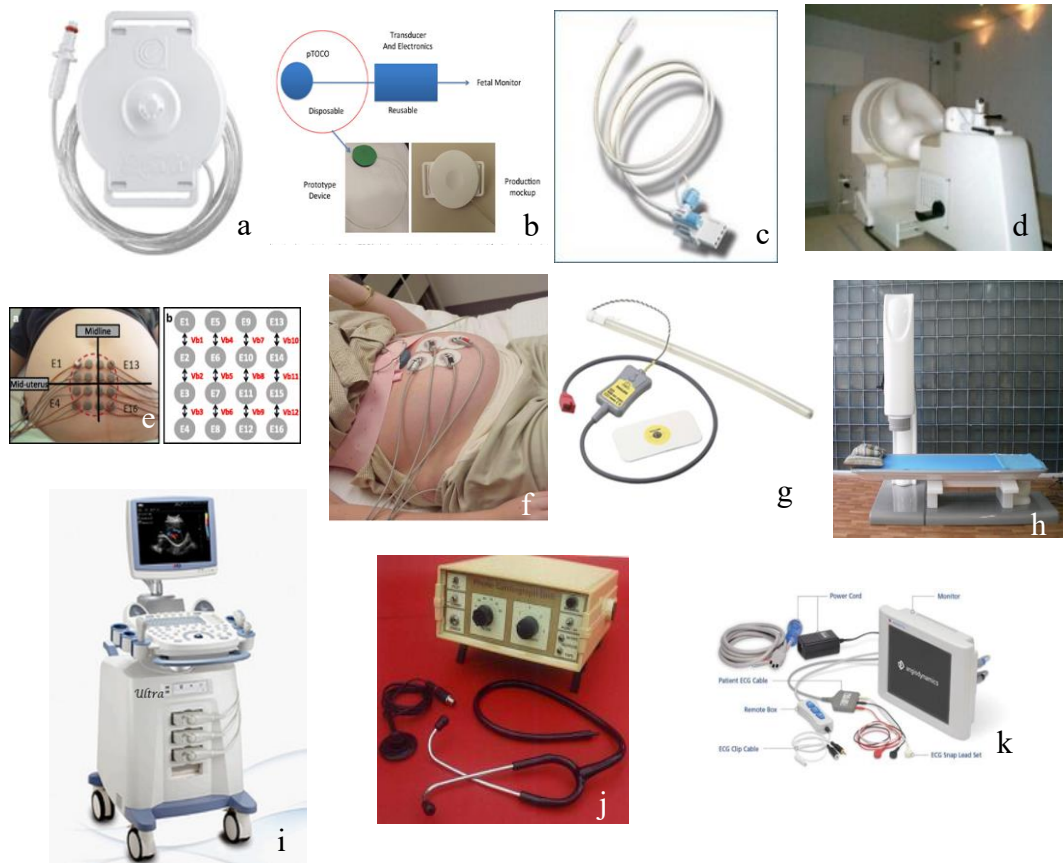 a
Transducer
And Electronics
pTOCO
Fetal Monitor
Disposable
Reusable
Prototype
Device
Production
mockup
b
c
d
a
Midline
E1
E13
Mid-uterus
E4
E16
e
b
E1 E5 E9 E13
Vb1 Vb4 Vb7 Vb10
E2 E6 E10 E14
Vb2 Vb5 Vb8 Vb11
E3 E7 E11 E15
Vb3 Vb6 Vb9 Vb12
E4 E8 E12 E16
f
g
h
Ultra
i
j
Power Cord
Monitor
Patient ECG Cable
angiodynamics
Remote Box
ECG Clip Cable
ECG Snap Lead Set
k